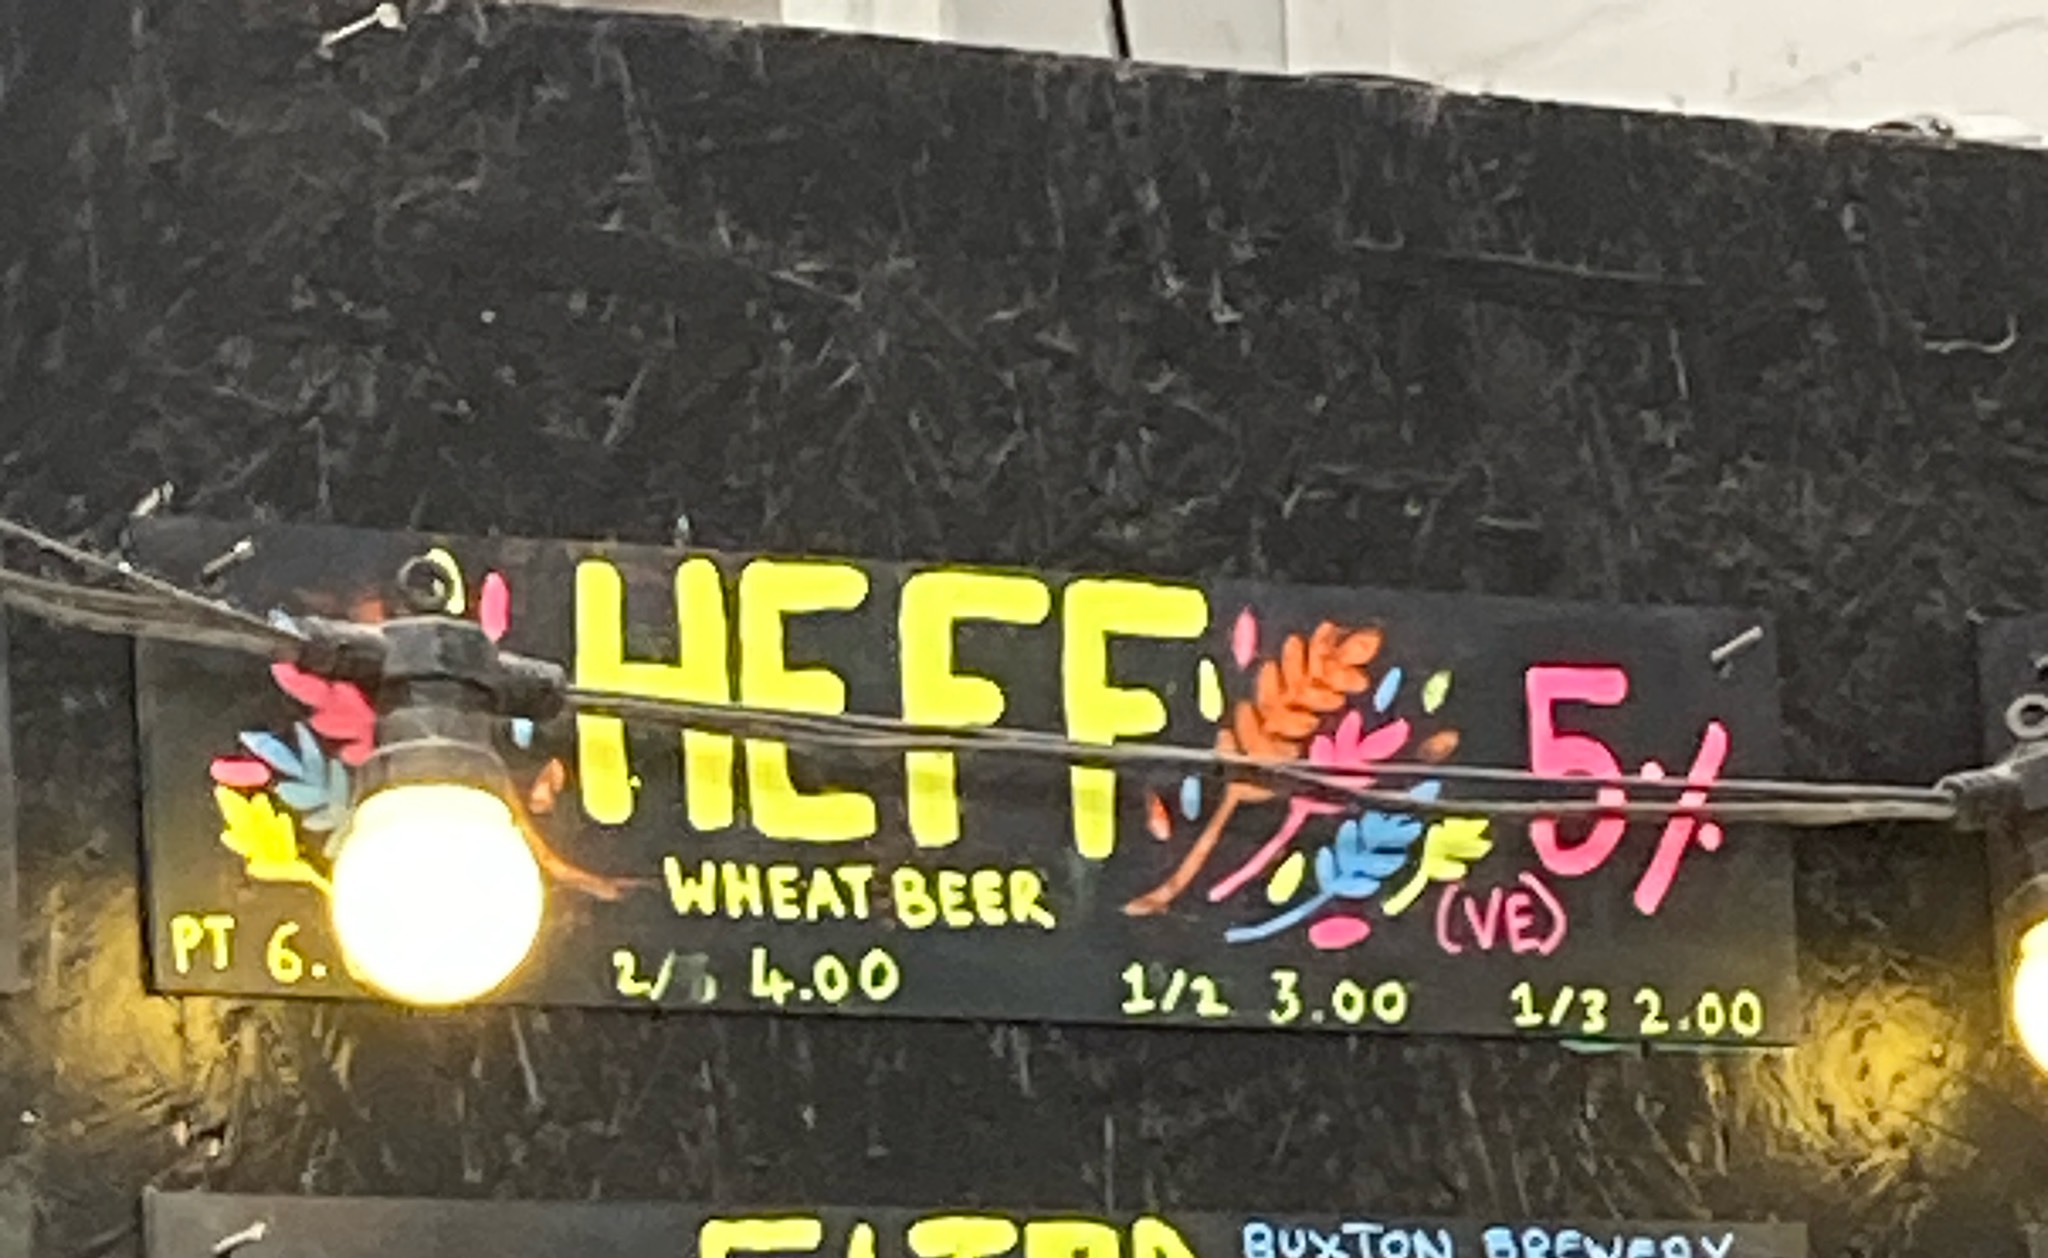 HEFF
5%
WHEAT BEER
(VE)
PT 6.
2/ 4.00
1/2 3.00
1/3 2.00
BUXTON BREWERY